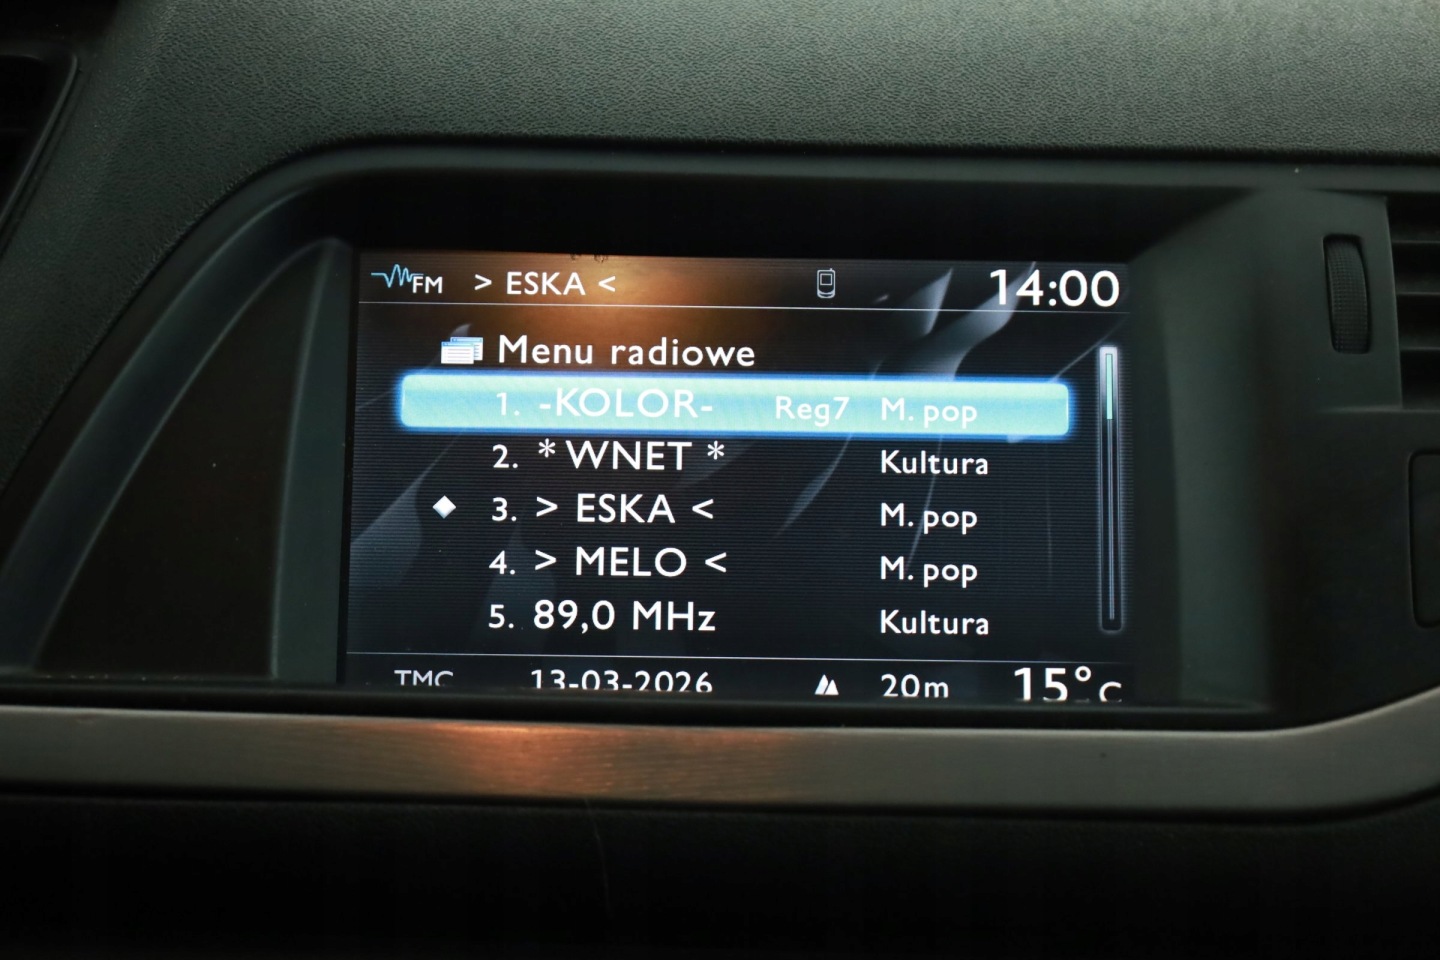 FM > ESKA < 14:00
Menu radiowe
1. -KOLOR- Reg7 M. pop
2. * WNET * Kultura
3. > ESKA < M. pop
4. > MELO < M. pop
5. 89,0 MHz Kultura
TMC 13-03-2026 20m 15°C